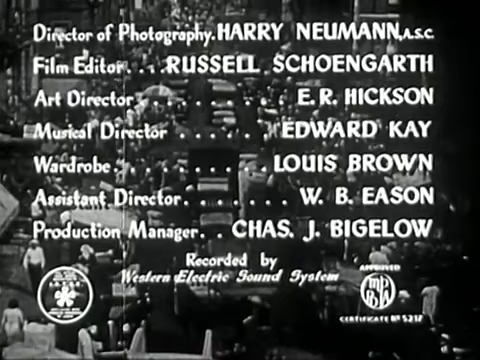 Director of Photography. HARRY NEUMANN, A.S.C.
Film Editor. . . . RUSSELL SCHOENGARTH
Art Director . . . . . . . . E. R. HICKSON
Musical Director . . . . . . EDWARD KAY
Wardrobe . . . . . . . . . . LOUIS BROWN
Assistant Director . . . . . . . W. B. EASON
Production Manager. . CHAS. J. BIGELOW
Recorded by
Western Electric Sound System
APPROVED
CERTIFICATE No 5217